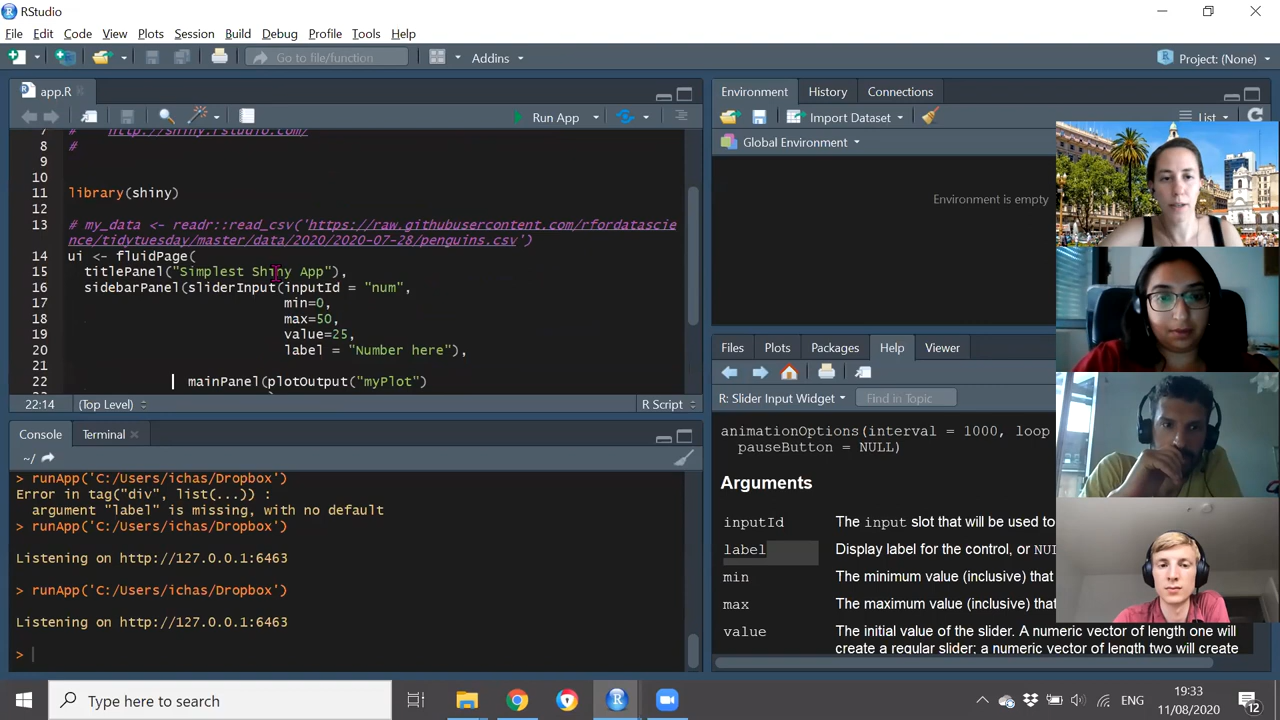 RStudio
File Edit Code View Plots Session Build Debug Profile Tools Help
Go to file/function Addins Project: (None)
app.R
Run App
7 # http://shiny.rstudio.com/
8 #
9
10
11 library(shiny)
12
13 # my_data <- readr::read_csv('https://raw.githubusercontent.com/rfordatascie
nce/tidytuesday/master/data/2020/2020-07-28/penguins.csv')
14 ui <- fluidPage(
15 titlePanel("Simplest Shiny App"),
16 sidebarPanel(sliderInput(inputId = "num",
17 min=0,
18 max=50,
19 value=25,
20 label = "Number here"),
21
22 mainPanel(plotOutput("myPlot")
22:14 (Top Level) R Script
Console Terminal
~/
> runApp('C:/Users/ichas/Dropbox')
Error in tag("div", list(...)) :
argument "label" is missing, with no default
> runApp('C:/Users/ichas/Dropbox')
Listening on http://127.0.0.1:6463
> runApp('C:/Users/ichas/Dropbox')
Listening on http://127.0.0.1:6463
>
Environment History Connections
Import Dataset List
Global Environment
Environment is empty
Files Plots Packages Help Viewer
R: Slider Input Widget Find in Topic
animationOptions(interval = 1000, loop
pauseButton = NULL)
Arguments
inputId The input slot that will be used to
label Display label for the control, or NU
min The minimum value (inclusive) that
max The maximum value (inclusive) that
value The initial value of the slider. A numeric vector of length one will
create a regular slider; a numeric vector of length two will create
Type here to search
ENG
19:33
11/08/2020
12